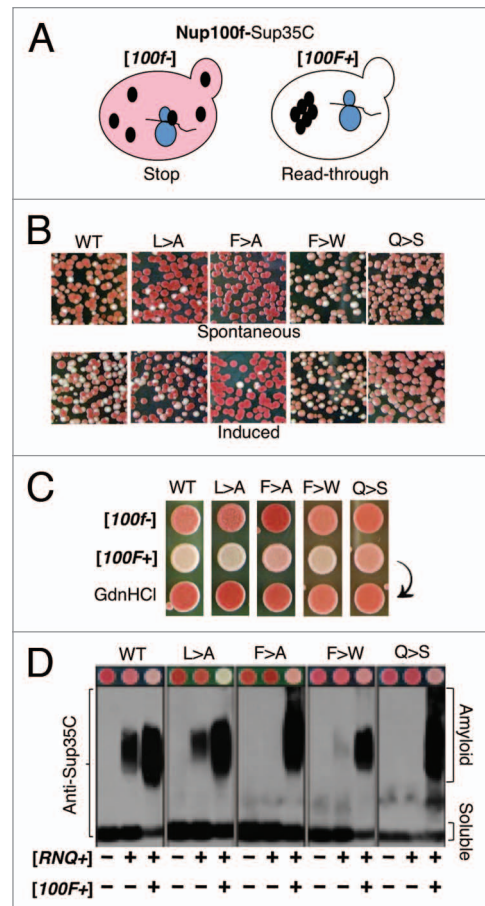 A
Nup100f-Sup35C
[100f-] [100F+]
Stop Read-through
B
WT L>A F>A F>W Q>S
Spontaneous
Induced
C
WT L>A F>A F>W Q>S
[100f-]
[100F+]
GdnHCl
D
WT L>A F>A F>W Q>S
Anti-Sup35C
Amyloid
Soluble
[RNQ+] − + + − + + − + + − + + − + +
[100F+] − − + − − + − − + − − + − − +